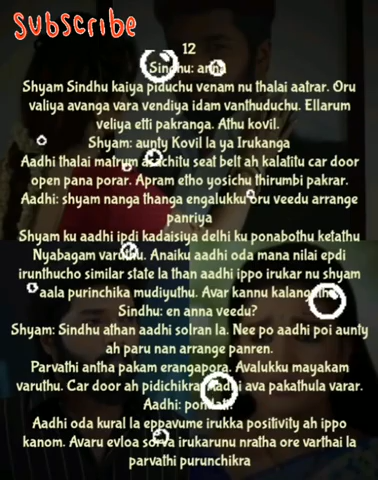 subscribe
12
Sindhu: anna
Shyam Sindhu kaiya piduchu venam nu thalai aatrar. Oru
valiya avanga vara vendiya idam vanthuduchu. Ellarum
veliya etti pakranga. Athu kovil.
Shyam: aunty Kovil la ya Irukanga
Aadhi thalai matrum aachitu seat belt ah kalatitu car door
open pana porar. Apram etho yosichu thirumbi pakrar.
Aadhi: shyam nanga thanga engalukku oru veedu arrange
panriya
Shyam ku aadhi ipdi kadaisiya delhi ku ponabothu ketathu
Nyabagam varuthu. Anaiku aadhi oda mana nilai epdi
irunthucho similar state la than aadhi ippo irukar nu shyam
aala purinchika mudiyuthu. Avar kannu
Sindhu: en anna veedu?
Shyam: Sindhu athan aadhi solran la. Nee po aadhi poi aunty
ah paru nan arrange panren.
Parvathi antha pakam erangapora. Avalukku mayakam
varuthu. Car door ah ava pakathula varar.
Aadhi:
Aadhi oda kural la eppavume irukka positivity ah ippo
kanom. Avaru evloa irukarunu nratha ore varthai la
parvathi purunchikra